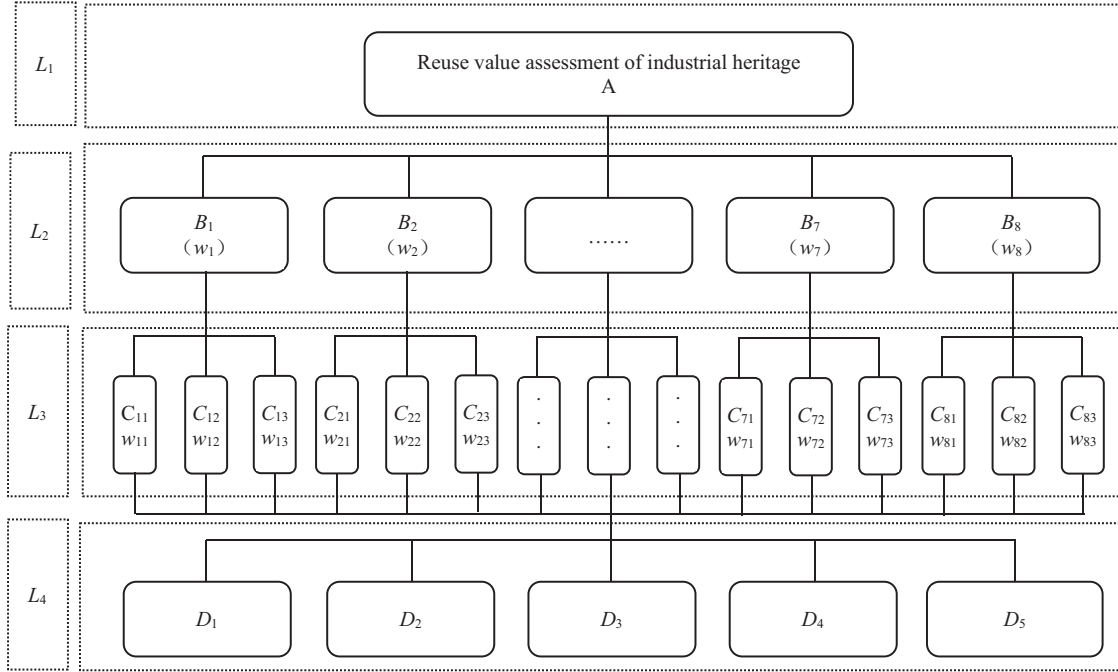 L1
Reuse value assessment of industrial heritage
A
L2
B1
（w1）
B2
（w2）
……
B7
（w7）
B8
（w8）
L3
C11
w11
C12
w12
C13
w13
C21
w21
C22
w22
C23
w23
.
.
.
.
.
.
.
.
.
C71
w71
C72
w72
C73
w73
C81
w81
C82
w82
C83
w83
L4
D1
D2
D3
D4
D5